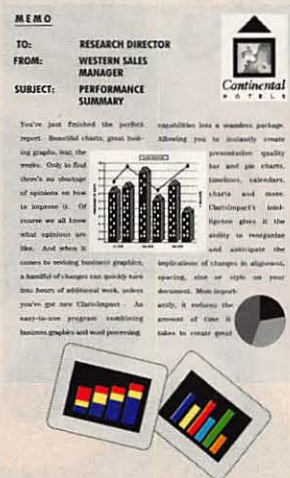 MEMO
TO: RESEARCH DIRECTOR
FROM: WESTERN SALES
MANAGER
SUBJECT: PERFORMANCE
SUMMARY
Continental
HOTELS
You've just finished the perfect
report. Beautiful charts, great look-
ing graphs, neat, the
weeks. Only to find
there's no shortage
of opinions on how
to improve it. Of
course we all know
what opinions are
like. And when it
comes to revising business graphics,
a handful of changes can quickly turn
into hours of additional work, unless
you've got new ClarisImpact. An
easy-to-use program combining
business graphics and word processing
capabilities into a seamless package.
Allowing you to instantly create
presentation quality
bar and pie charts,
timelines, calendars,
charts and more.
ClarisImpact's intel-
ligence gives it the
ability to reorganize
and anticipate the
implications of changes in alignment,
spacing, size or style on your
document. Most import-
antly, it reduces the
amount of time it
takes to create great